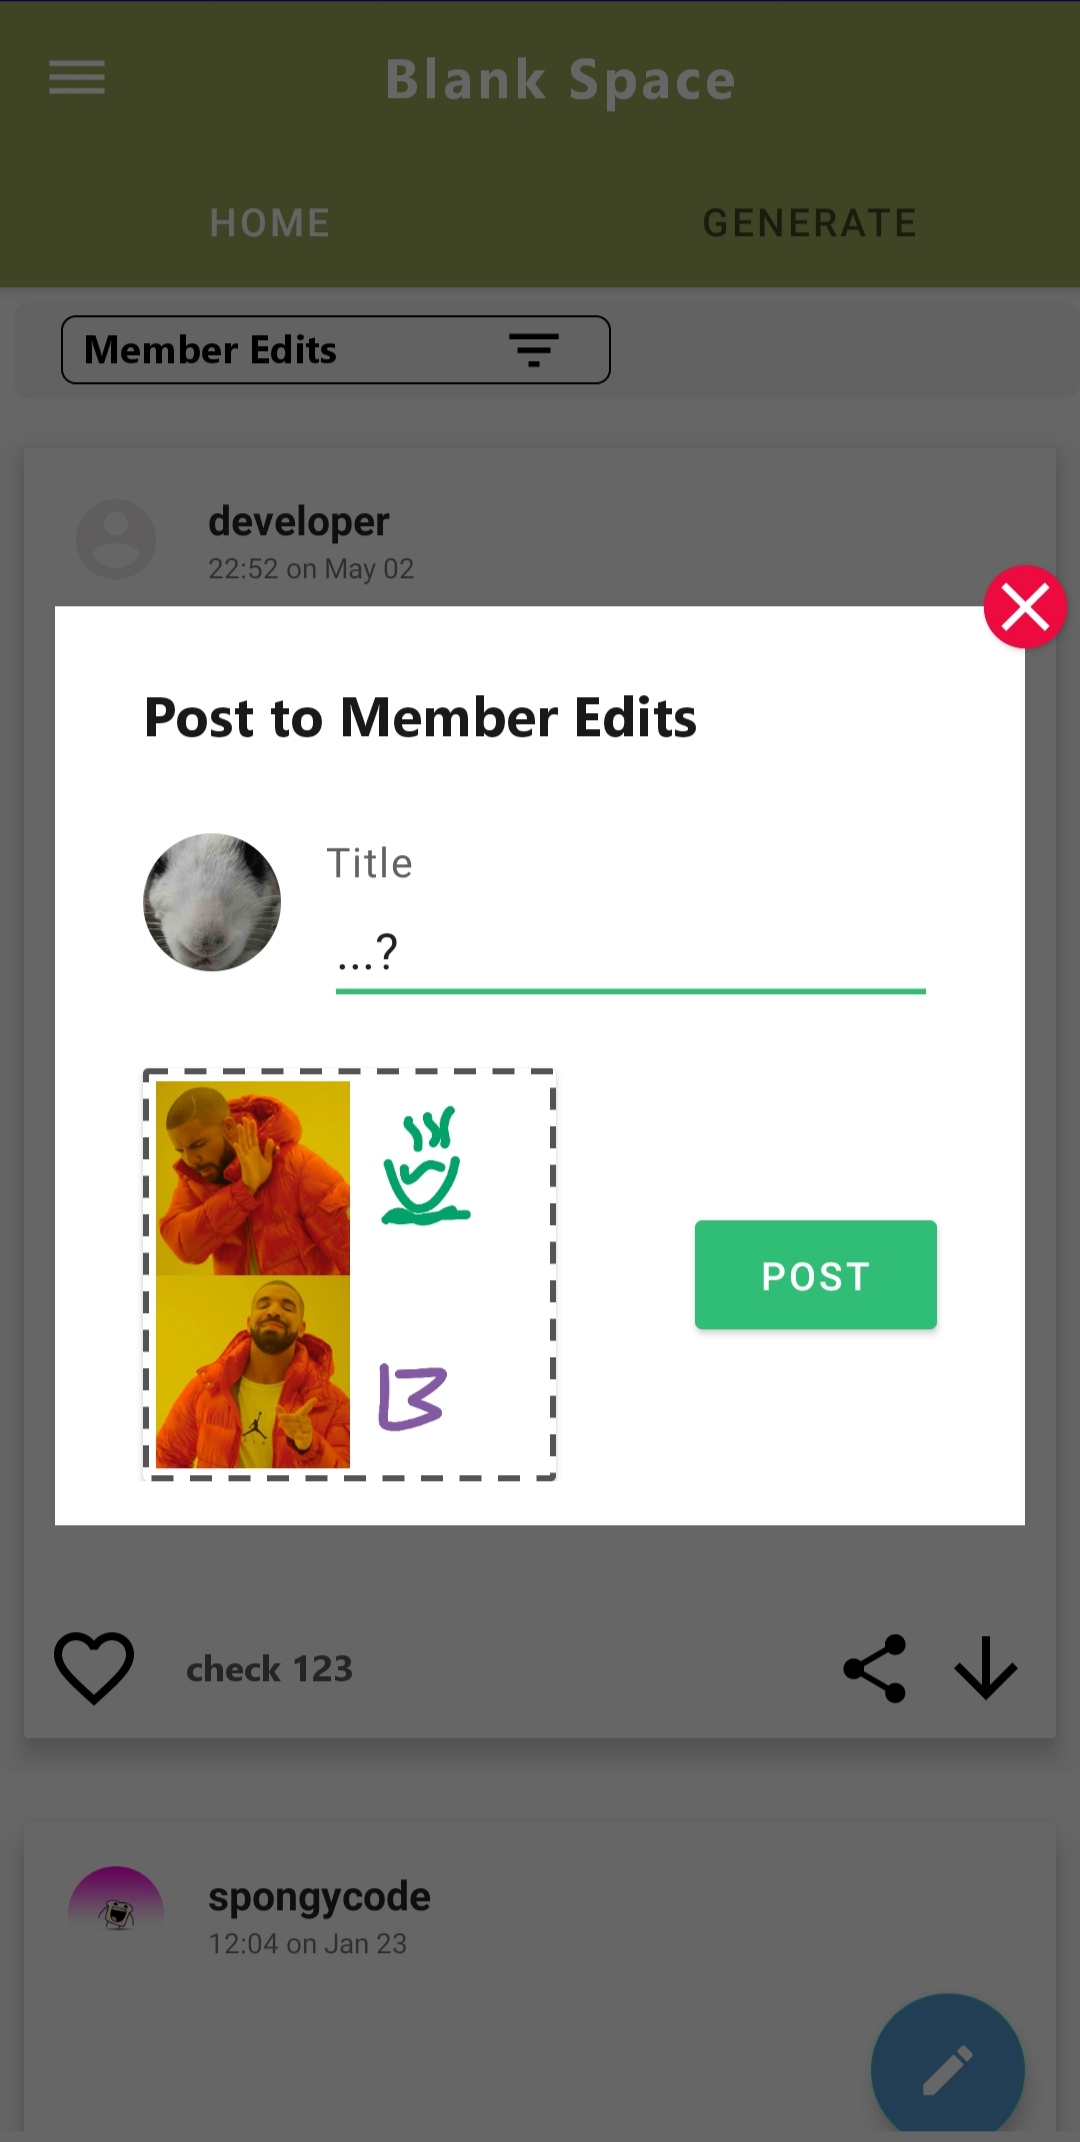 Blank Space
HOME GENERATE
Member Edits
developer
22:52 on May 02
Post to Member Edits
Title
...?
POST
check 123
spongycode
12:04 on Jan 23